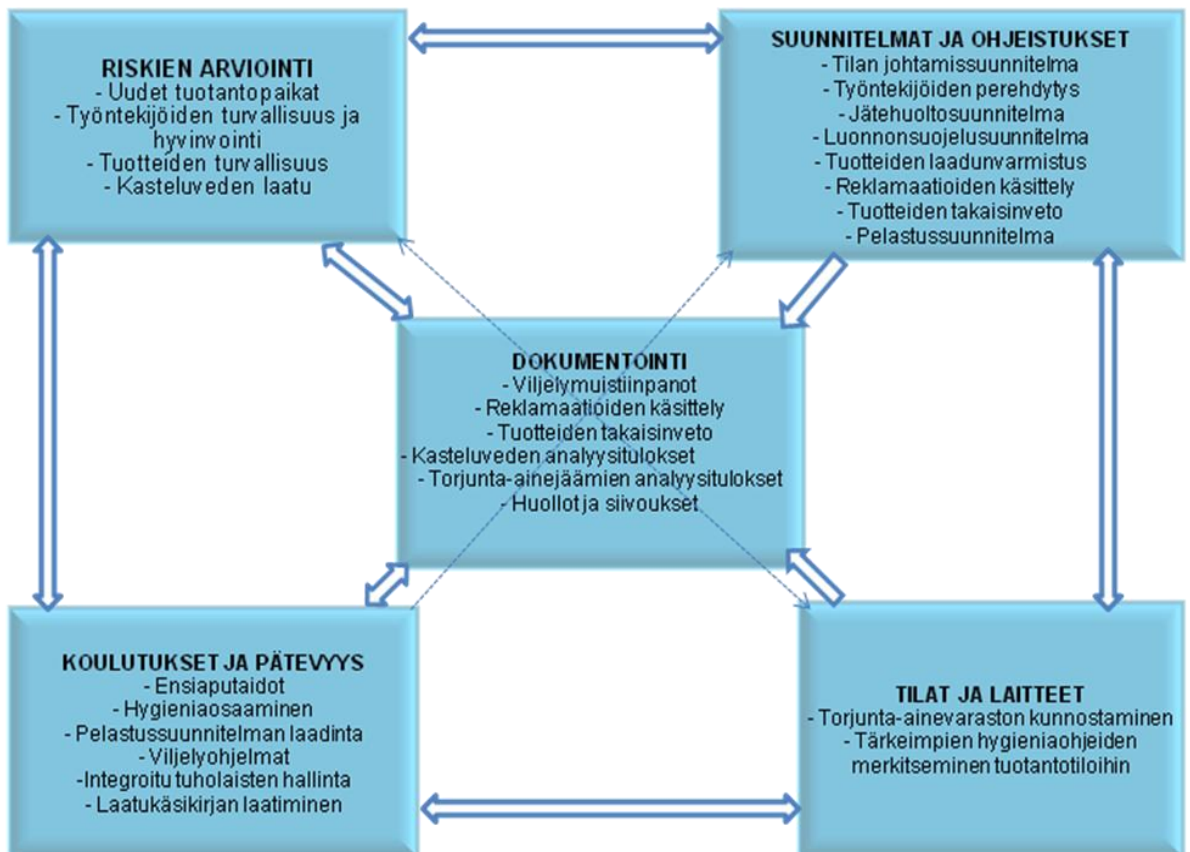 RISKIEN ARVIOINTI
- Uudet tuotantopaikat
- Työntekijöiden turvallisuus ja
hyvinvointi
- Tuotteiden turvallisuus
- Kasteluveden laatu
SUUNNITELMAT JA OHJEISTUKSET
- Tilan johtamissuunnitelma
- Työntekijöiden perehdytys
- Jätehuoltosuunnitelma
- Luonnonsuojelusuunnitelma
- Tuotteiden laadunvarmistus
- Reklamaatioiden käsittely
- Tuotteiden takaisinveto
- Pelastussuunnitelma
DOKUMENTOINTI
- Viljelymuistiinpanot
- Reklamaatioiden käsittely
- Tuotteiden takaisinveto
- Kasteluveden analyysitulokset
- Torjunta-ainejäämien analyysitulokset
- Huollot ja siivoukset
KOULUTUKSET JA PÄTEVYYS
- Ensiaputaidot
- Hygieniaosaaminen
- Pelastussuunnitelman laadinta
- Viljelyohjelmat
-Integroitu tuholaisten hallinta
- Laatukäsikirjan laatiminen
TILAT JA LAITTEET
- Torjunta-ainevaraston kunnostaminen
- Tärkeimpien hygieniaohjeiden
merkitseminen tuotantotiloihin